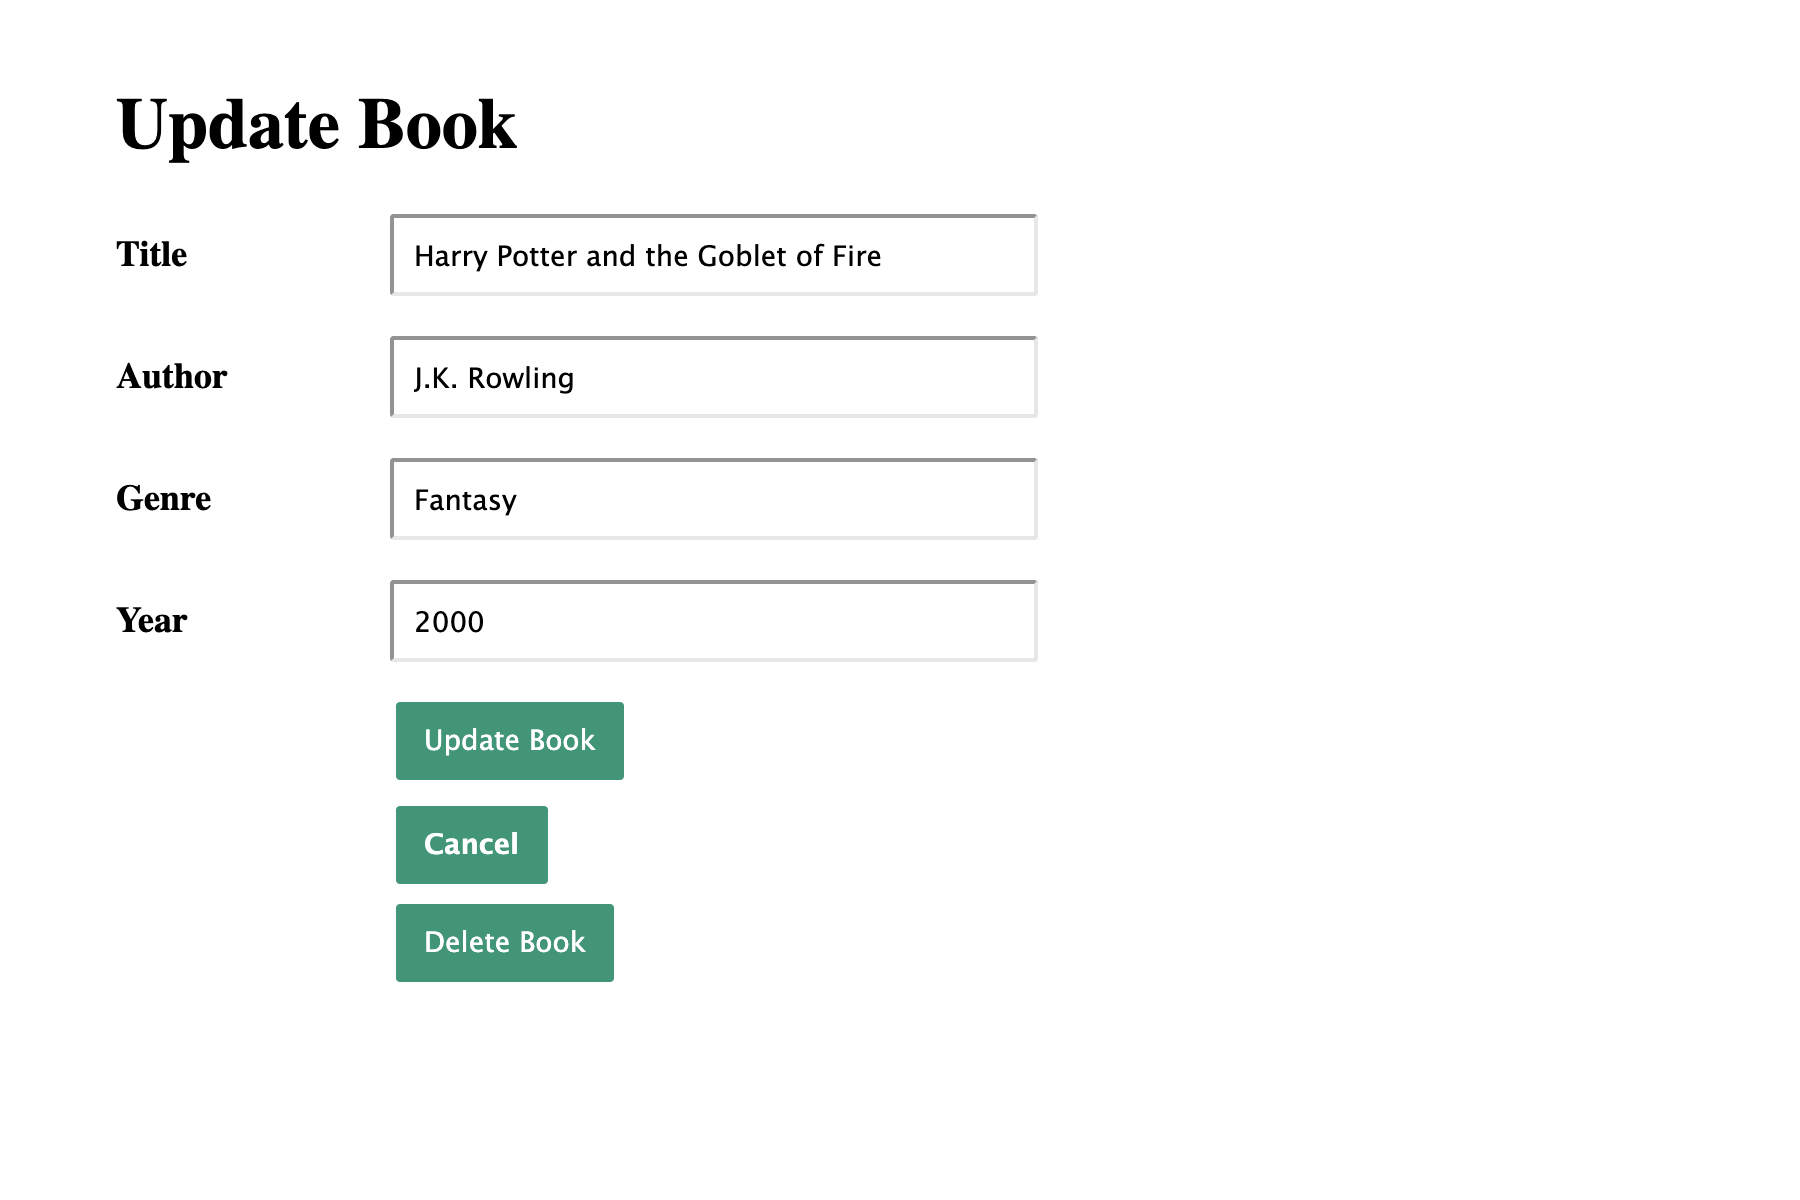 Update Book
Title Harry Potter and the Goblet of Fire
Author J.K. Rowling
Genre Fantasy
Year 2000
Update Book
Cancel
Delete Book